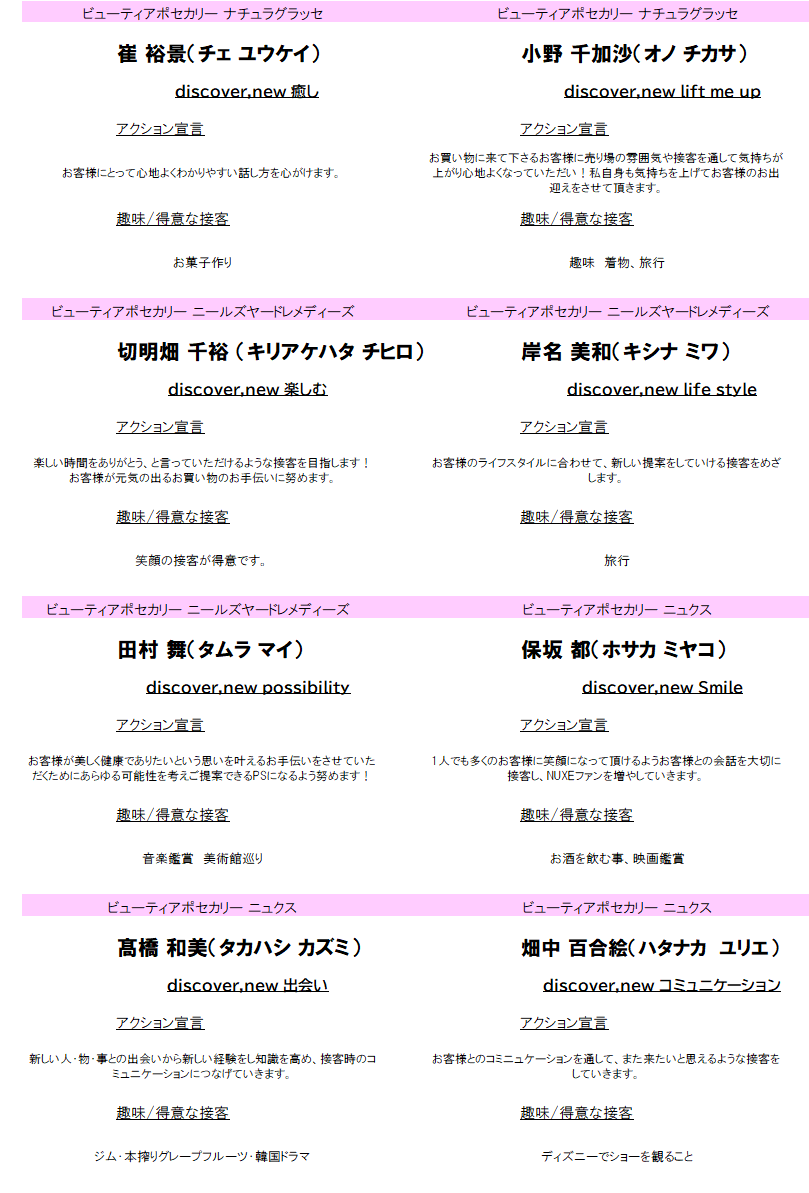 ビューティアポセカリー ナチュラグラッセ
崔 裕景（チェ ユウケイ）
discover,new 癒し
アクション宣言
お客様にとって心地よくわかりやすい話し方を心がけます。
趣味/得意な接客
お菓子作り
ビューティアポセカリー ナチュラグラッセ
小野 千加沙（オノ チカサ）
discover,new lift me up
アクション宣言
お買い物に来て下さるお客様に売り場の雰囲気や接客を通して気持ちが
上がり心地よくなっていただい！私自身も気持ちを上げてお客様のお出
迎えをさせて頂きます。
趣味/得意な接客
趣味　着物、旅行
ビューティアポセカリー ニールズヤードレメディーズ
切明畑 千裕（キリアケハタ チヒロ）
discover,new 楽しむ
アクション宣言
楽しい時間をありがとう、と言っていただけるような接客を目指します！
お客様が元気の出るお買い物のお手伝いに努めます。
趣味/得意な接客
笑顔の接客が得意です。
ビューティアポセカリー ニールズヤードレメディーズ
岸名 美和（キシナ ミワ）
discover,new life style
アクション宣言
お客様のライフスタイルに合わせて、新しい提案をしていける接客をめざ
します。
趣味/得意な接客
旅行
ビューティアポセカリー ニールズヤードレメディーズ
田村 舞（タムラ マイ）
discover,new possibility
アクション宣言
お客様が美しく健康でありたいという思いを叶えるお手伝いをさせていた
だくためにあらゆる可能性を考えご提案できるPSになるよう努めます！
趣味/得意な接客
音楽鑑賞　美術館巡り
ビューティアポセカリー ニュクス
保坂 都（ホサカ ミヤコ）
discover,new Smile
アクション宣言
1人でも多くのお客様に笑顔になって頂けるようお客様との会話を大切に
接客し、NUXEファンを増やしていきます。
趣味/得意な接客
お酒を飲む事、映画鑑賞
ビューティアポセカリー ニュクス
髙橋 和美（タカハシ カズミ）
discover,new 出会い
アクション宣言
新しい人・物・事との出会いから新しい経験をし知識を高め、接客時のコ
ミュニケーションにつなげていきます。
趣味/得意な接客
ジム・本搾りグレープフルーツ・韓国ドラマ
ビューティアポセカリー ニュクス
畑中 百合絵（ハタナカ　ユリエ）
discover,new コミュニケーション
アクション宣言
お客様とのコミニュケーションを通して、また来たいと思えるような接客を
していきます。
趣味/得意な接客
ディズニーでショーを観ること